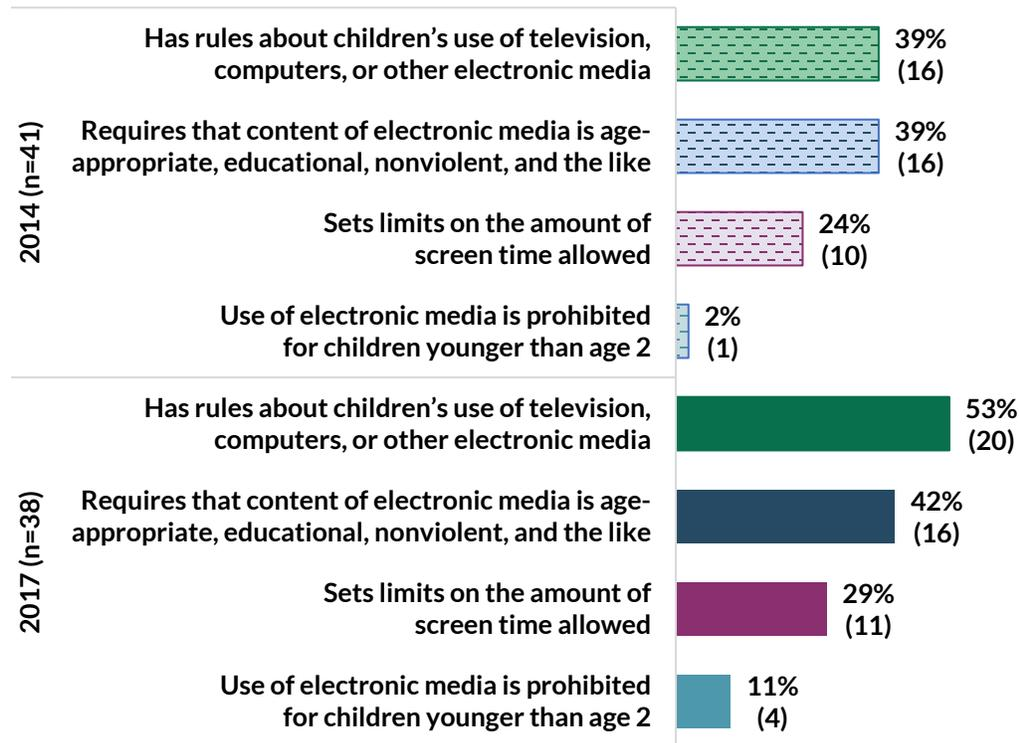 2014 (n=41)
Has rules about children’s use of television,
computers, or other electronic media
39%
(16)
Requires that content of electronic media is age-
appropriate, educational, nonviolent, and the like
39%
(16)
Sets limits on the amount of
screen time allowed
24%
(10)
Use of electronic media is prohibited
for children younger than age 2
2%
(1)
2017 (n=38)
Has rules about children’s use of television,
computers, or other electronic media
53%
(20)
Requires that content of electronic media is age-
appropriate, educational, nonviolent, and the like
42%
(16)
Sets limits on the amount of
screen time allowed
29%
(11)
Use of electronic media is prohibited
for children younger than age 2
11%
(4)